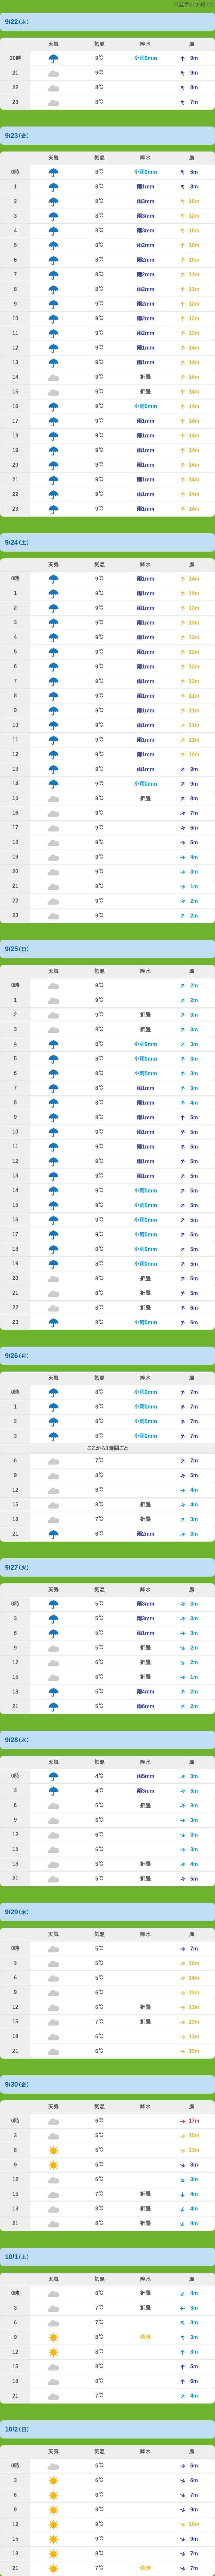 9/22(木)
天気 気温 降水 風
20時 9℃ 小雨0mm 9m
21 9℃ 9m
22 8℃ 8m
23 8℃ 7m
9/23(金)
天気 気温 降水 風
0時 8℃ 小雨0mm 6m
1 8℃ 雨1mm 8m
2 8℃ 雨3mm 10m
3 8℃ 雨3mm 12m
4 8℃ 雨3mm 10m
5 8℃ 雨2mm 10m
6 9℃ 雨2mm 10m
7 8℃ 雨2mm 11m
8 9℃ 雨2mm 11m
9 9℃ 雨2mm 12m
10 9℃ 雨2mm 12m
11 9℃ 雨2mm 13m
12 9℃ 雨1mm 14m
13 9℃ 雨1mm 14m
14 9℃ 折曇 14m
15 9℃ 折曇 14m
16 9℃ 小雨0mm 14m
17 9℃ 雨1mm 14m
18 9℃ 雨1mm 14m
19 9℃ 雨1mm 14m
20 9℃ 雨1mm 14m
21 9℃ 雨1mm 14m
22 9℃ 雨1mm 14m
23 9℃ 雨1mm 14m
9/24(土)
天気 気温 降水 風
0時 9℃ 雨1mm 14m
1 9℃ 雨1mm 14m
2 9℃ 雨1mm 13m
3 9℃ 雨1mm 13m
4 9℃ 雨1mm 13m
5 9℃ 雨1mm 12m
6 9℃ 雨1mm 12m
7 9℃ 雨1mm 12m
8 9℃ 雨1mm 11m
9 9℃ 雨1mm 11m
10 9℃ 雨1mm 11m
11 9℃ 雨1mm 11m
12 9℃ 雨1mm 10m
13 9℃ 雨1mm 9m
14 9℃ 小雨0mm 9m
15 9℃ 折曇 8m
16 9℃ 7m
17 9℃ 6m
18 9℃ 5m
19 9℃ 4m
20 9℃ 3m
21 9℃ 1m
22 9℃ 2m
23 9℃ 2m
9/25(日)
天気 気温 降水 風
0時 9℃ 2m
1 9℃ 2m
2 9℃ 折曇 3m
3 8℃ 折曇 3m
4 8℃ 小雨0mm 3m
5 8℃ 小雨0mm 3m
6 8℃ 小雨0mm 3m
7 8℃ 雨1mm 3m
8 8℃ 雨1mm 4m
9 9℃ 雨1mm 5m
10 9℃ 雨1mm 5m
11 9℃ 雨1mm 5m
12 9℃ 雨1mm 5m
13 9℃ 雨1mm 5m
14 9℃ 小雨0mm 5m
15 9℃ 小雨0mm 5m
16 9℃ 小雨0mm 5m
17 9℃ 小雨0mm 5m
18 8℃ 小雨0mm 5m
19 8℃ 小雨0mm 5m
20 8℃ 折曇 5m
21 8℃ 折曇 5m
22 8℃ 折曇 6m
23 8℃ 小雨0mm 6m
9/26(月)
天気 気温 降水 風
0時 8℃ 小雨0mm 7m
1 8℃ 小雨0mm 7m
2 8℃ 小雨0mm 7m
3 8℃ 小雨0mm 7m
ここから3時間ごと
6 7℃ 7m
9 8℃ 5m
12 8℃ 4m
15 8℃ 折曇 4m
18 7℃ 折曇 3m
21 6℃ 雨2mm 3m
9/27(火)
天気 気温 降水 風
0時 5℃ 雨3mm 3m
3 5℃ 雨3mm 3m
6 5℃ 雨1mm 3m
9 5℃ 折曇 2m
12 6℃ 折曇 2m
15 6℃ 折曇 1m
18 5℃ 雨4mm 2m
21 5℃ 雨6mm 2m
9/28(水)
天気 気温 降水 風
0時 4℃ 雨5mm 3m
3 4℃ 雨3mm 3m
6 5℃ 折曇 3m
9 5℃ 3m
12 6℃ 3m
15 6℃ 3m
18 5℃ 折曇 4m
21 5℃ 折曇 5m
9/29(木)
天気 気温 降水 風
0時 5℃ 7m
3 5℃ 10m
6 5℃ 14m
9 6℃ 13m
12 6℃ 折曇 12m
15 7℃ 折曇 13m
18 6℃ 13m
21 6℃ 15m
9/30(金)
天気 気温 降水 風
0時 6℃ 17m
3 5℃ 15m
6 5℃ 13m
9 6℃ 8m
12 6℃ 3m
15 7℃ 折曇 4m
18 8℃ 折曇 4m
21 8℃ 折曇 4m
10/1(土)
天気 気温 降水 風
0時 8℃ 折曇 4m
3 7℃ 折曇 3m
6 7℃ 3m
9 8℃ 快晴 3m
12 8℃ 3m
15 8℃ 5m
18 8℃ 6m
21 7℃ 4m
10/2(日)
天気 気温 降水 風
0時 6℃ 6m
3 6℃ 6m
6 6℃ 7m
9 8℃ 9m
12 9℃ 10m
15 9℃ 9m
18 8℃ 7m
21 7℃ 快晴 7m